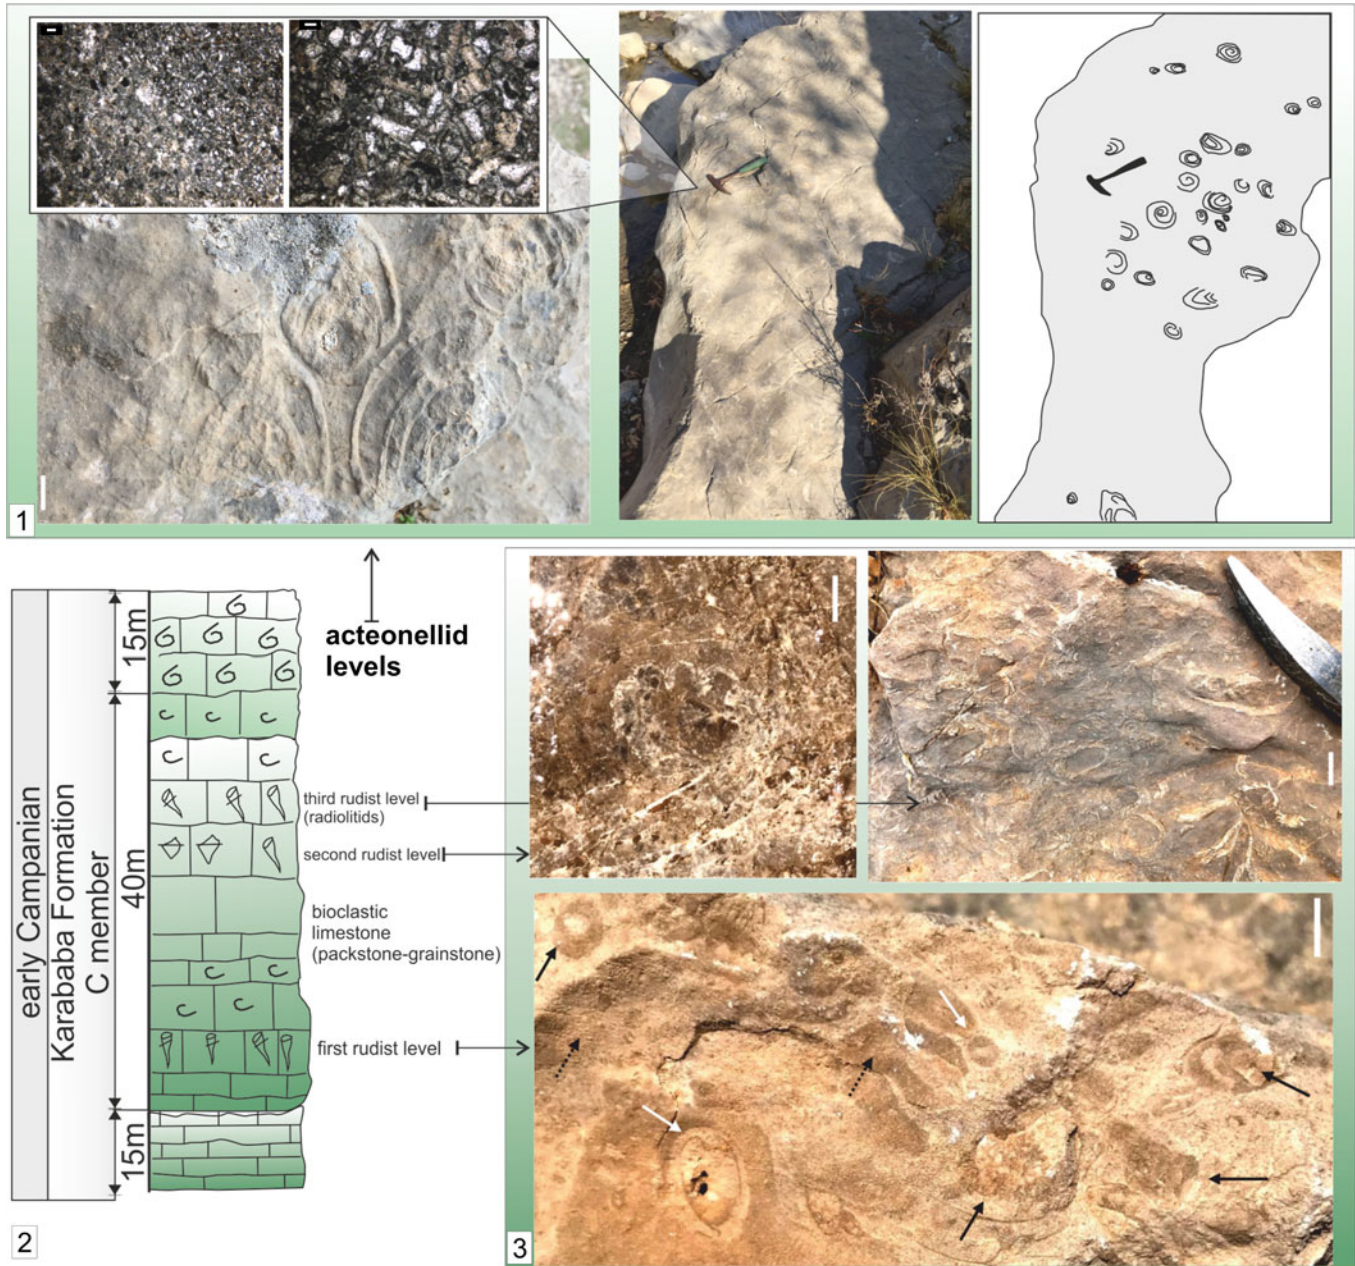 1
acteonellid
levels
early Campanian
Karababa Formation
C member
15m
40m
15m
third rudist level
(radiolitids)
second rudist level
bioclastic
limestone
(packstone-grainstone)
first rudist level
2
3